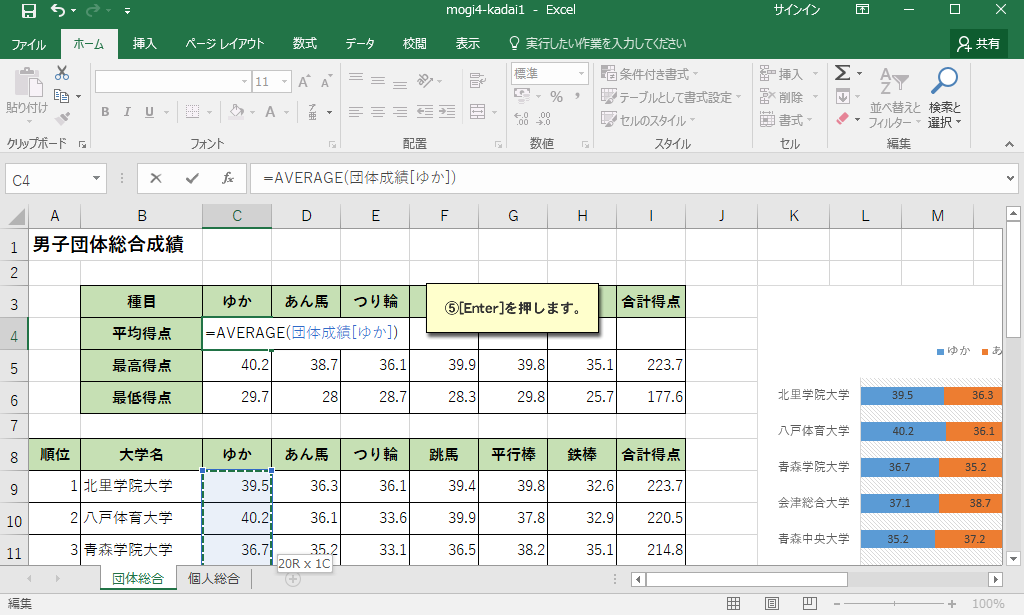 mogi4-kadai1 - Excel
サインイン
ファイル ホーム 挿入 ページ レイアウト 数式 データ 校閲 表示 実行したい作業を入力してください 共有
貼り付け
11
B I U A
標準
% ,
条件付き書式
テーブルとして書式設定
セルのスタイル
挿入
削除
書式
並べ替えと
フィルター
検索と
選択
クリップボード フォント 配置 数値 スタイル セル 編集
C4 =AVERAGE(団体成績[ゆか])
A B C D E F G H I J K L M
1 男子団体総合成績
2
3 種目 ゆか あん馬 つり輪 合計得点
⑤[Enter]を押します。
4 平均得点 =AVERAGE(団体成績[ゆか])
5 最高得点 40.2 38.7 36.1 39.9 39.8 35.1 223.7
6 最低得点 29.7 28 28.7 28.3 29.8 25.7 177.6
7
8 順位 大学名 ゆか あん馬 つり輪 跳馬 平行棒 鉄棒 合計得点
9 1 北里学院大学 39.5 36.3 36.1 39.4 39.8 32.6 223.7
10 2 八戸体育大学 40.2 36.1 33.6 39.9 37.8 32.9 220.5
11 3 青森学院大学 36.7 35.2 33.1 36.5 38.2 35.1 214.8
20R x 1C
ゆか あ
北里学院大学 39.5 36.3
八戸体育大学 40.2 36.1
青森学院大学 36.7 35.2
会津総合大学 37.1 38.7
青森中央大学 35.2 37.2
団体総合 個人総合
編集 100%